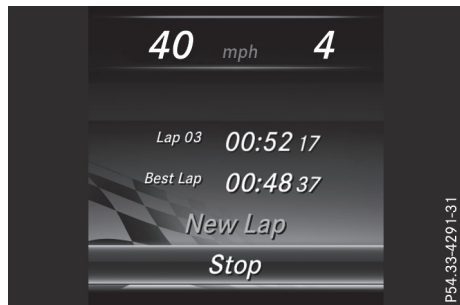 40 mph 4
Lap 03 00:52 17
Best Lap 00:48 37
New Lap
Stop
P54.33-4291-31